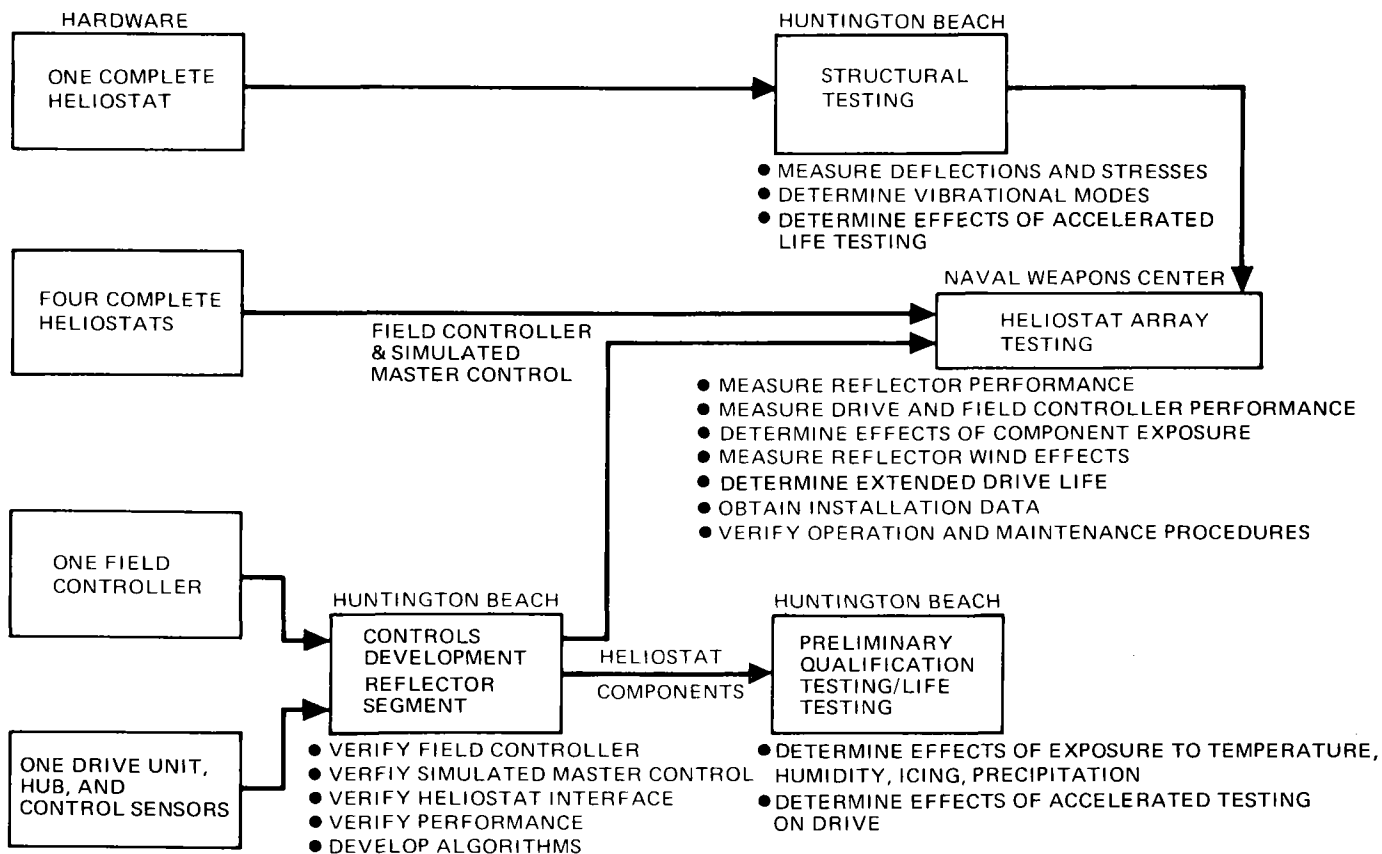 HARDWARE
ONE COMPLETE
HELIOSTAT
HUNTINGTON BEACH
STRUCTURAL
TESTING
● MEASURE DEFLECTIONS AND STRESSES
● DETERMINE VIBRATIONAL MODES
● DETERMINE EFFECTS OF ACCELERATED
LIFE TESTING
FOUR COMPLETE
HELIOSTATS
FIELD CONTROLLER
& SIMULATED
MASTER CONTROL
NAVAL WEAPONS CENTER
HELIOSTAT ARRAY
TESTING
● MEASURE REFLECTOR PERFORMANCE
● MEASURE DRIVE AND FIELD CONTROLLER PERFORMANCE
● DETERMINE EFFECTS OF COMPONENT EXPOSURE
● MEASURE REFLECTOR WIND EFFECTS
● DETERMINE EXTENDED DRIVE LIFE
● OBTAIN INSTALLATION DATA
● VERIFY OPERATION AND MAINTENANCE PROCEDURES
ONE FIELD
CONTROLLER
ONE DRIVE UNIT,
HUB, AND
CONTROL SENSORS
HUNTINGTON BEACH
CONTROLS
DEVELOPMENT
REFLECTOR
SEGMENT
● VERIFY FIELD CONTROLLER
● VERFIY SIMULATED MASTER CONTROL
● VERIFY HELIOSTAT INTERFACE
● VERIFY PERFORMANCE
● DEVELOP ALGORITHMS
HELIOSTAT
COMPONENTS
HUNTINGTON BEACH
PRELIMINARY
QUALIFICATION
TESTING/LIFE
TESTING
● DETERMINE EFFECTS OF EXPOSURE TO TEMPERATURE,
HUMIDITY, ICING, PRECIPITATION
● DETERMINE EFFECTS OF ACCELERATED TESTING
ON DRIVE